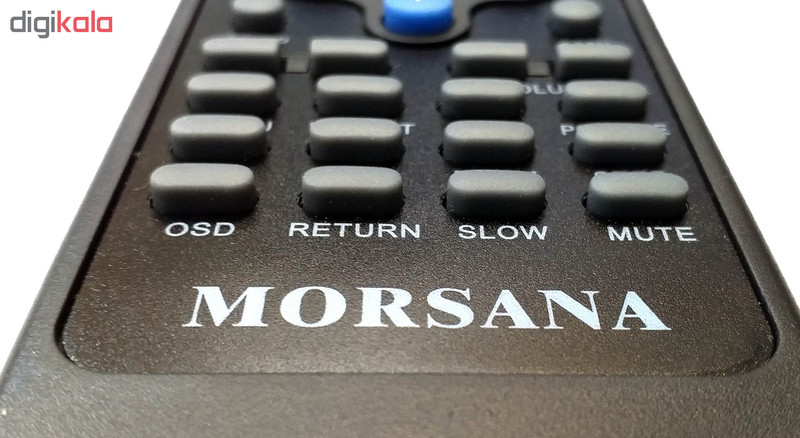 digikala
OSD RETURN SLOW MUTE
MORSANA